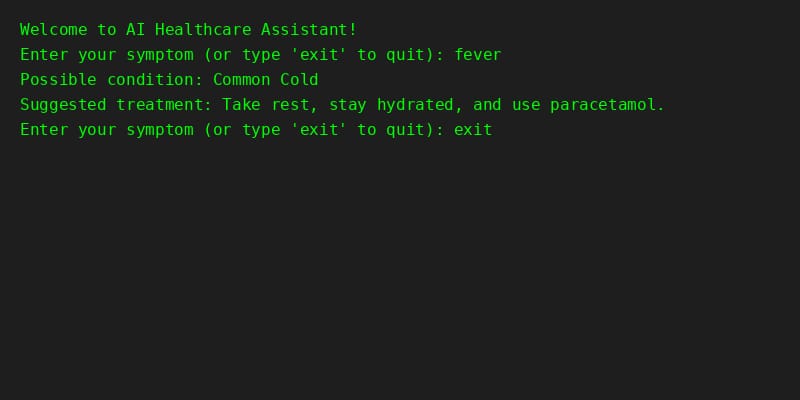 Welcome to AI Healthcare Assistant!
Enter your symptom (or type 'exit' to quit): fever
Possible condition: Common Cold
Suggested treatment: Take rest, stay hydrated, and use paracetamol.
Enter your symptom (or type 'exit' to quit): exit